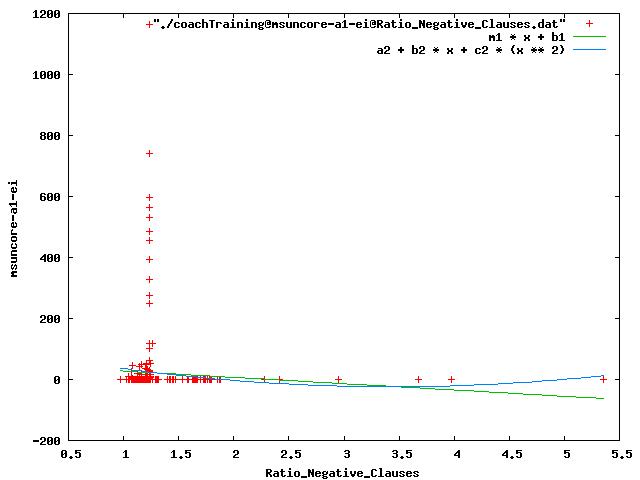 1200
"./coachTraining@msuncore-a1-ei@Ratio_Negative_Clauses.dat"
m1 * x + b1
a2 + b2 * x + c2 * (x ** 2)
1000
800
600
400
200
0
-200
msuncore-a1-ei
0.5 1 1.5 2 2.5 3 3.5 4 4.5 5 5.5
Ratio_Negative_Clauses